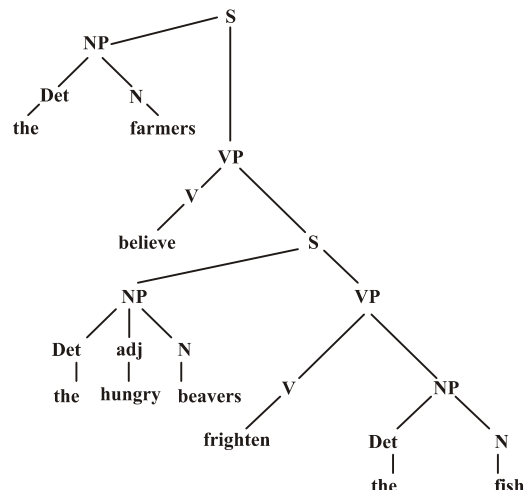 S
NP
Det N
the farmers
VP
V
believe
S
NP VP
Det adj N
the hungry beavers
V NP
frighten
Det N
the fish